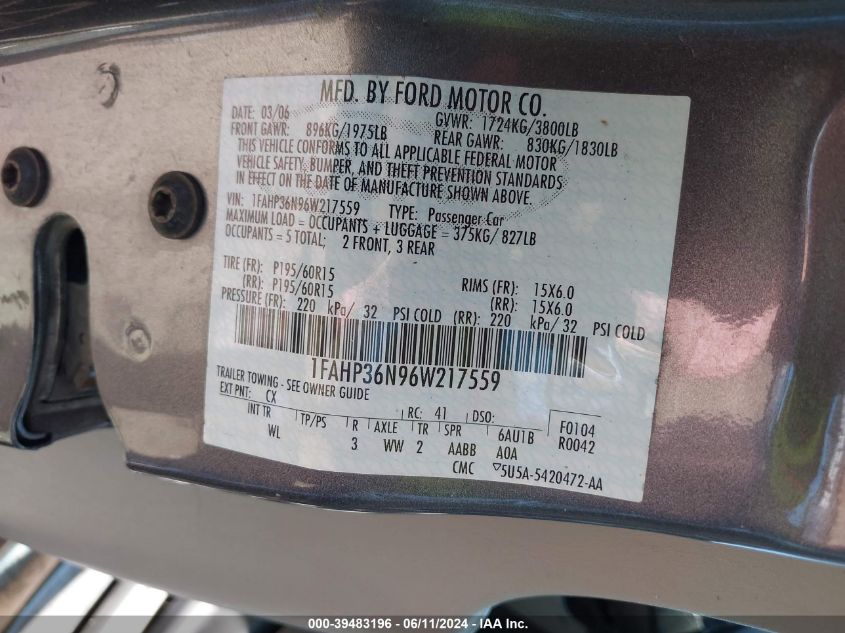 MFD. BY FORD MOTOR CO.
DATE: 03/06 GVWR: 1724KG/3800LB
FRONT GAWR: 896KG/1975LB REAR GAWR: 830KG/1830LB
THIS VEHICLE CONFORMS TO ALL APPLICABLE FEDERAL MOTOR
VEHICLE SAFETY, BUMPER, AND THEFT PREVENTION STANDARDS
IN EFFECT ON THE DATE OF MANUFACTURE SHOWN ABOVE.
VIN: 1FAHP36N96W217559 TYPE: Passenger Car
MAXIMUM LOAD = OCCUPANTS + LUGGAGE = 375KG/ 827LB
OCCUPANTS = 5 TOTAL; 2 FRONT, 3 REAR
TIRE (FR): P195/60R15 RIMS (FR): 15X6.0
(RR): P195/60R15 (RR): 15X6.0
PRESSURE (FR): 220 kPa/ 32 PSI COLD (RR): 220 kPa/ 32 PSI COLD
1FAHP36N96W217559
TRAILER TOWING - SEE OWNER GUIDE
EXT PNT: CX RC: 41 DSO: F0104
INT TR TP/PS R AXLE TR SPR 6AU1B R0042
WL 3 WW 2 AABB A0A
CMC ▽5U5A-5420472-AA
000-39483196 - 06/11/2024 - IAA Inc.